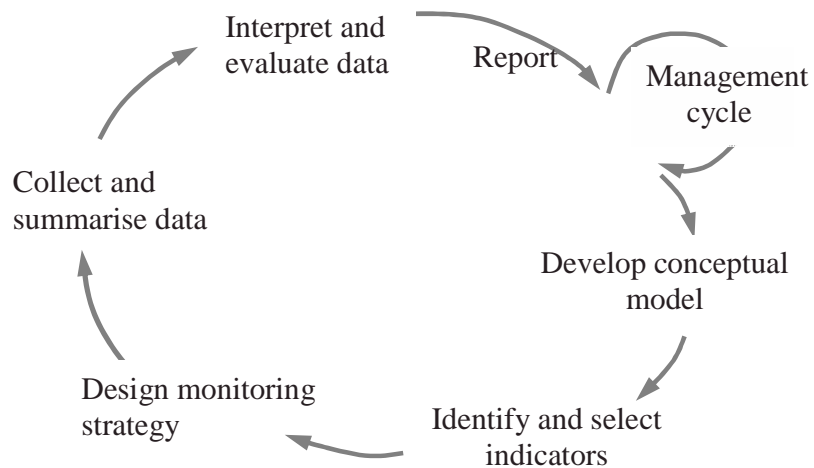 Interpret and
evaluate data
Report
Management
cycle
Develop conceptual
model
Identify and select
indicators
Design monitoring
strategy
Collect and
summarise data